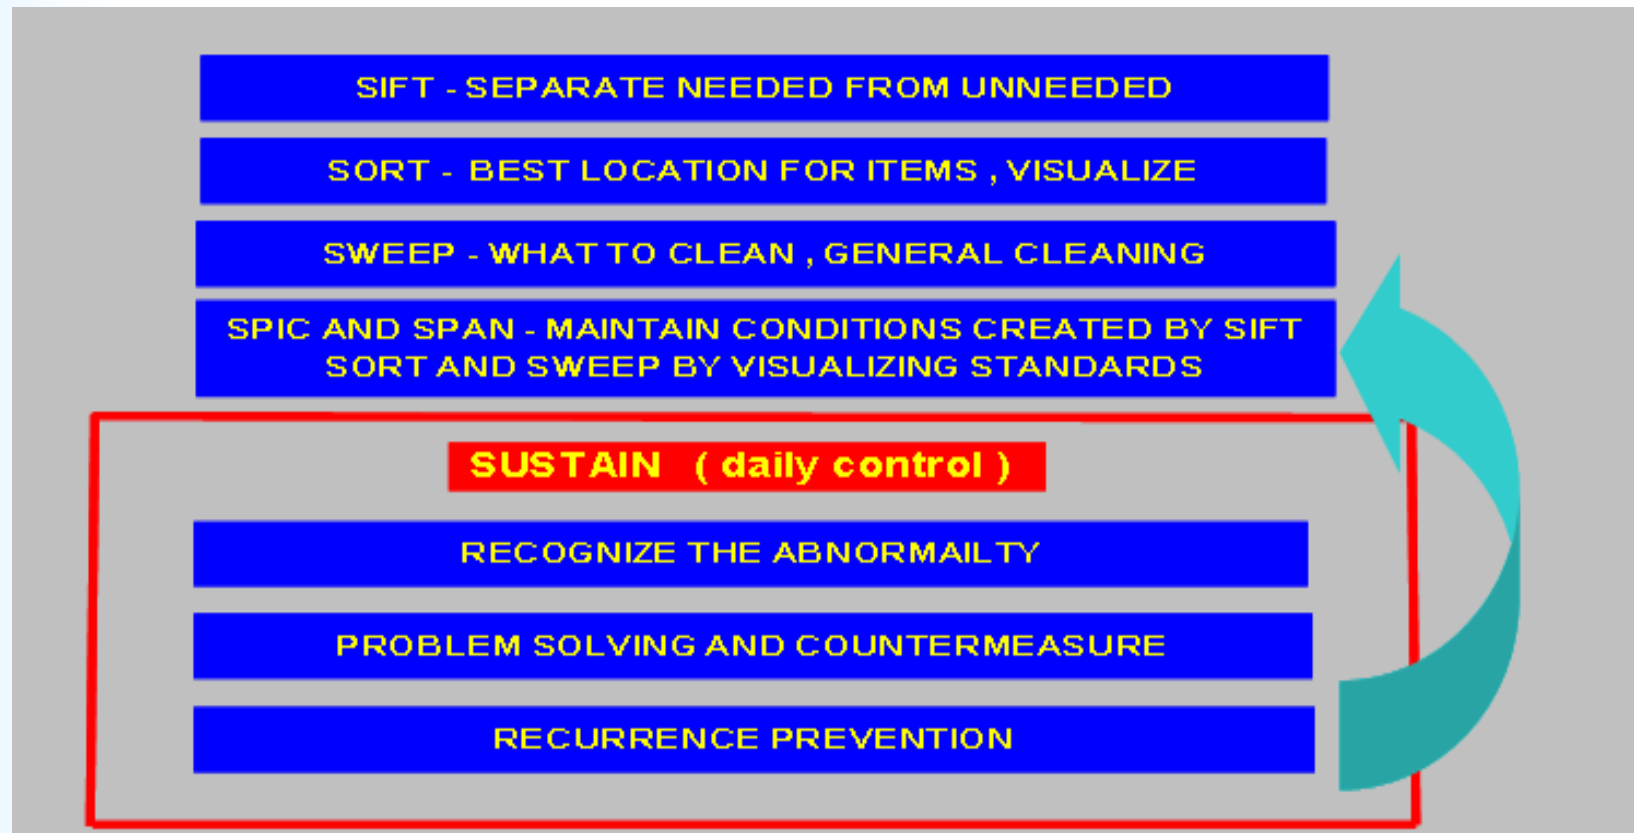 SIFT - SEPARATE NEEDED FROM UNNEEDED
SORT - BEST LOCATION FOR ITEMS , VISUALIZE
SWEEP - WHAT TO CLEAN , GENERAL CLEANING
SPIC AND SPAN - MAINTAIN CONDITIONS CREATED BY SIFT
SORT AND SWEEP BY VISUALIZING STANDARDS
SUSTAIN ( daily control )
RECOGNIZE THE ABNORMAILTY
PROBLEM SOLVING AND COUNTERMEASURE
RECURRENCE PREVENTION